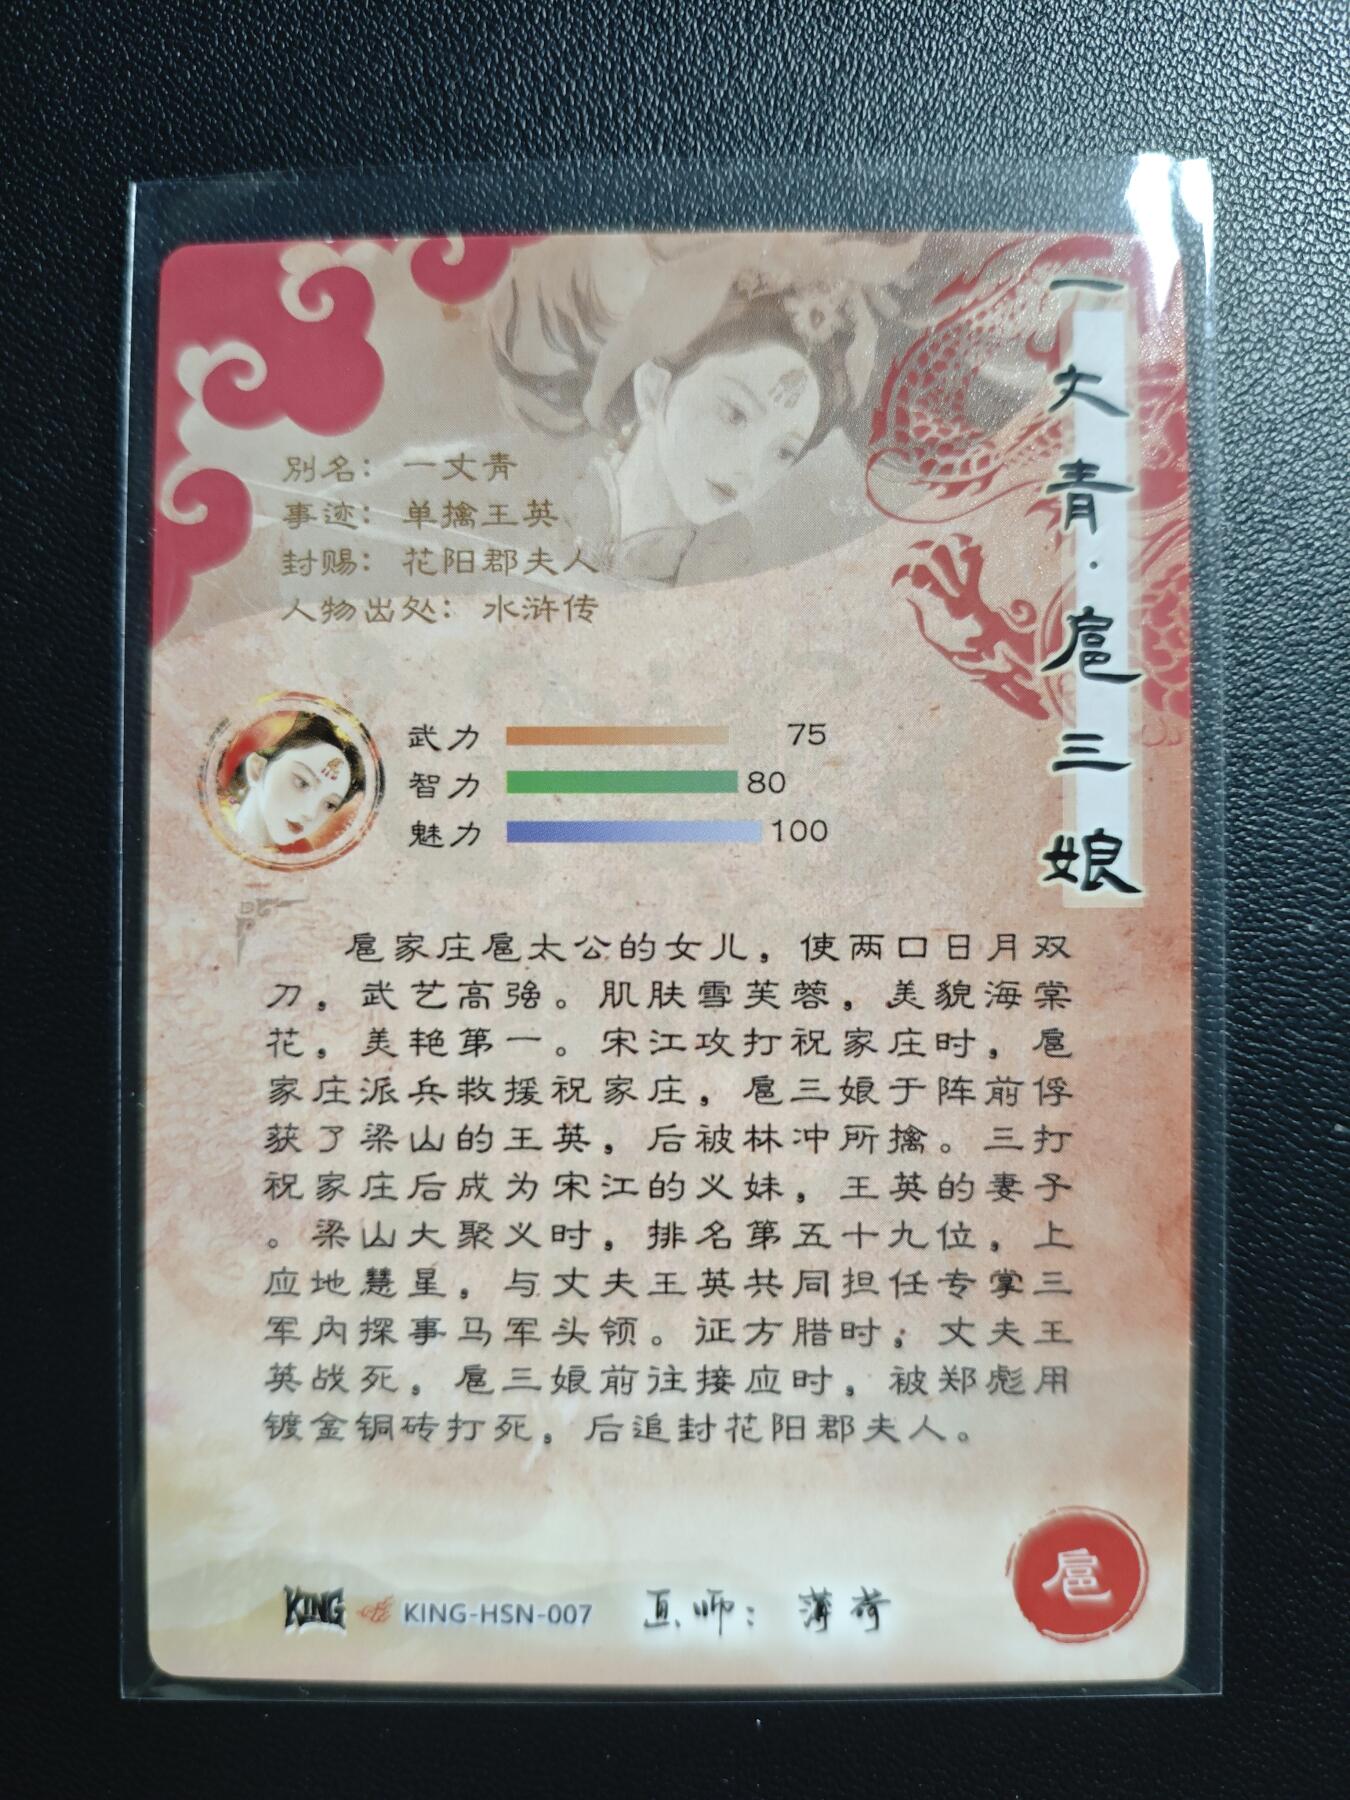 一丈青·扈三娘
别名：一丈青
事迹：单擒王英
封赐：花阳郡夫人
人物出处：水浒传
武力 75
智力 80
魅力 100
扈家庄扈太公的女儿，使两口日月双
刀，武艺高强。肌肤雪芙蓉，美貌海棠
花，美艳第一。宋江攻打祝家庄时，扈
家庄派兵救援祝家庄，扈三娘于阵前俘
获了梁山的王英，后被林冲所擒。三打
祝家庄后成为宋江的义妹，王英的妻子
。梁山大聚义时，排名第五十九位，上
应地慧星，与丈夫王英共同担任专掌三
军内探事马军头领。征方腊时，丈夫王
英战死，扈三娘前往接应时，被郑彪用
镀金铜砖打死，后追封花阳郡夫人。
KING KING-HSN-007 画师：薄荷
扈